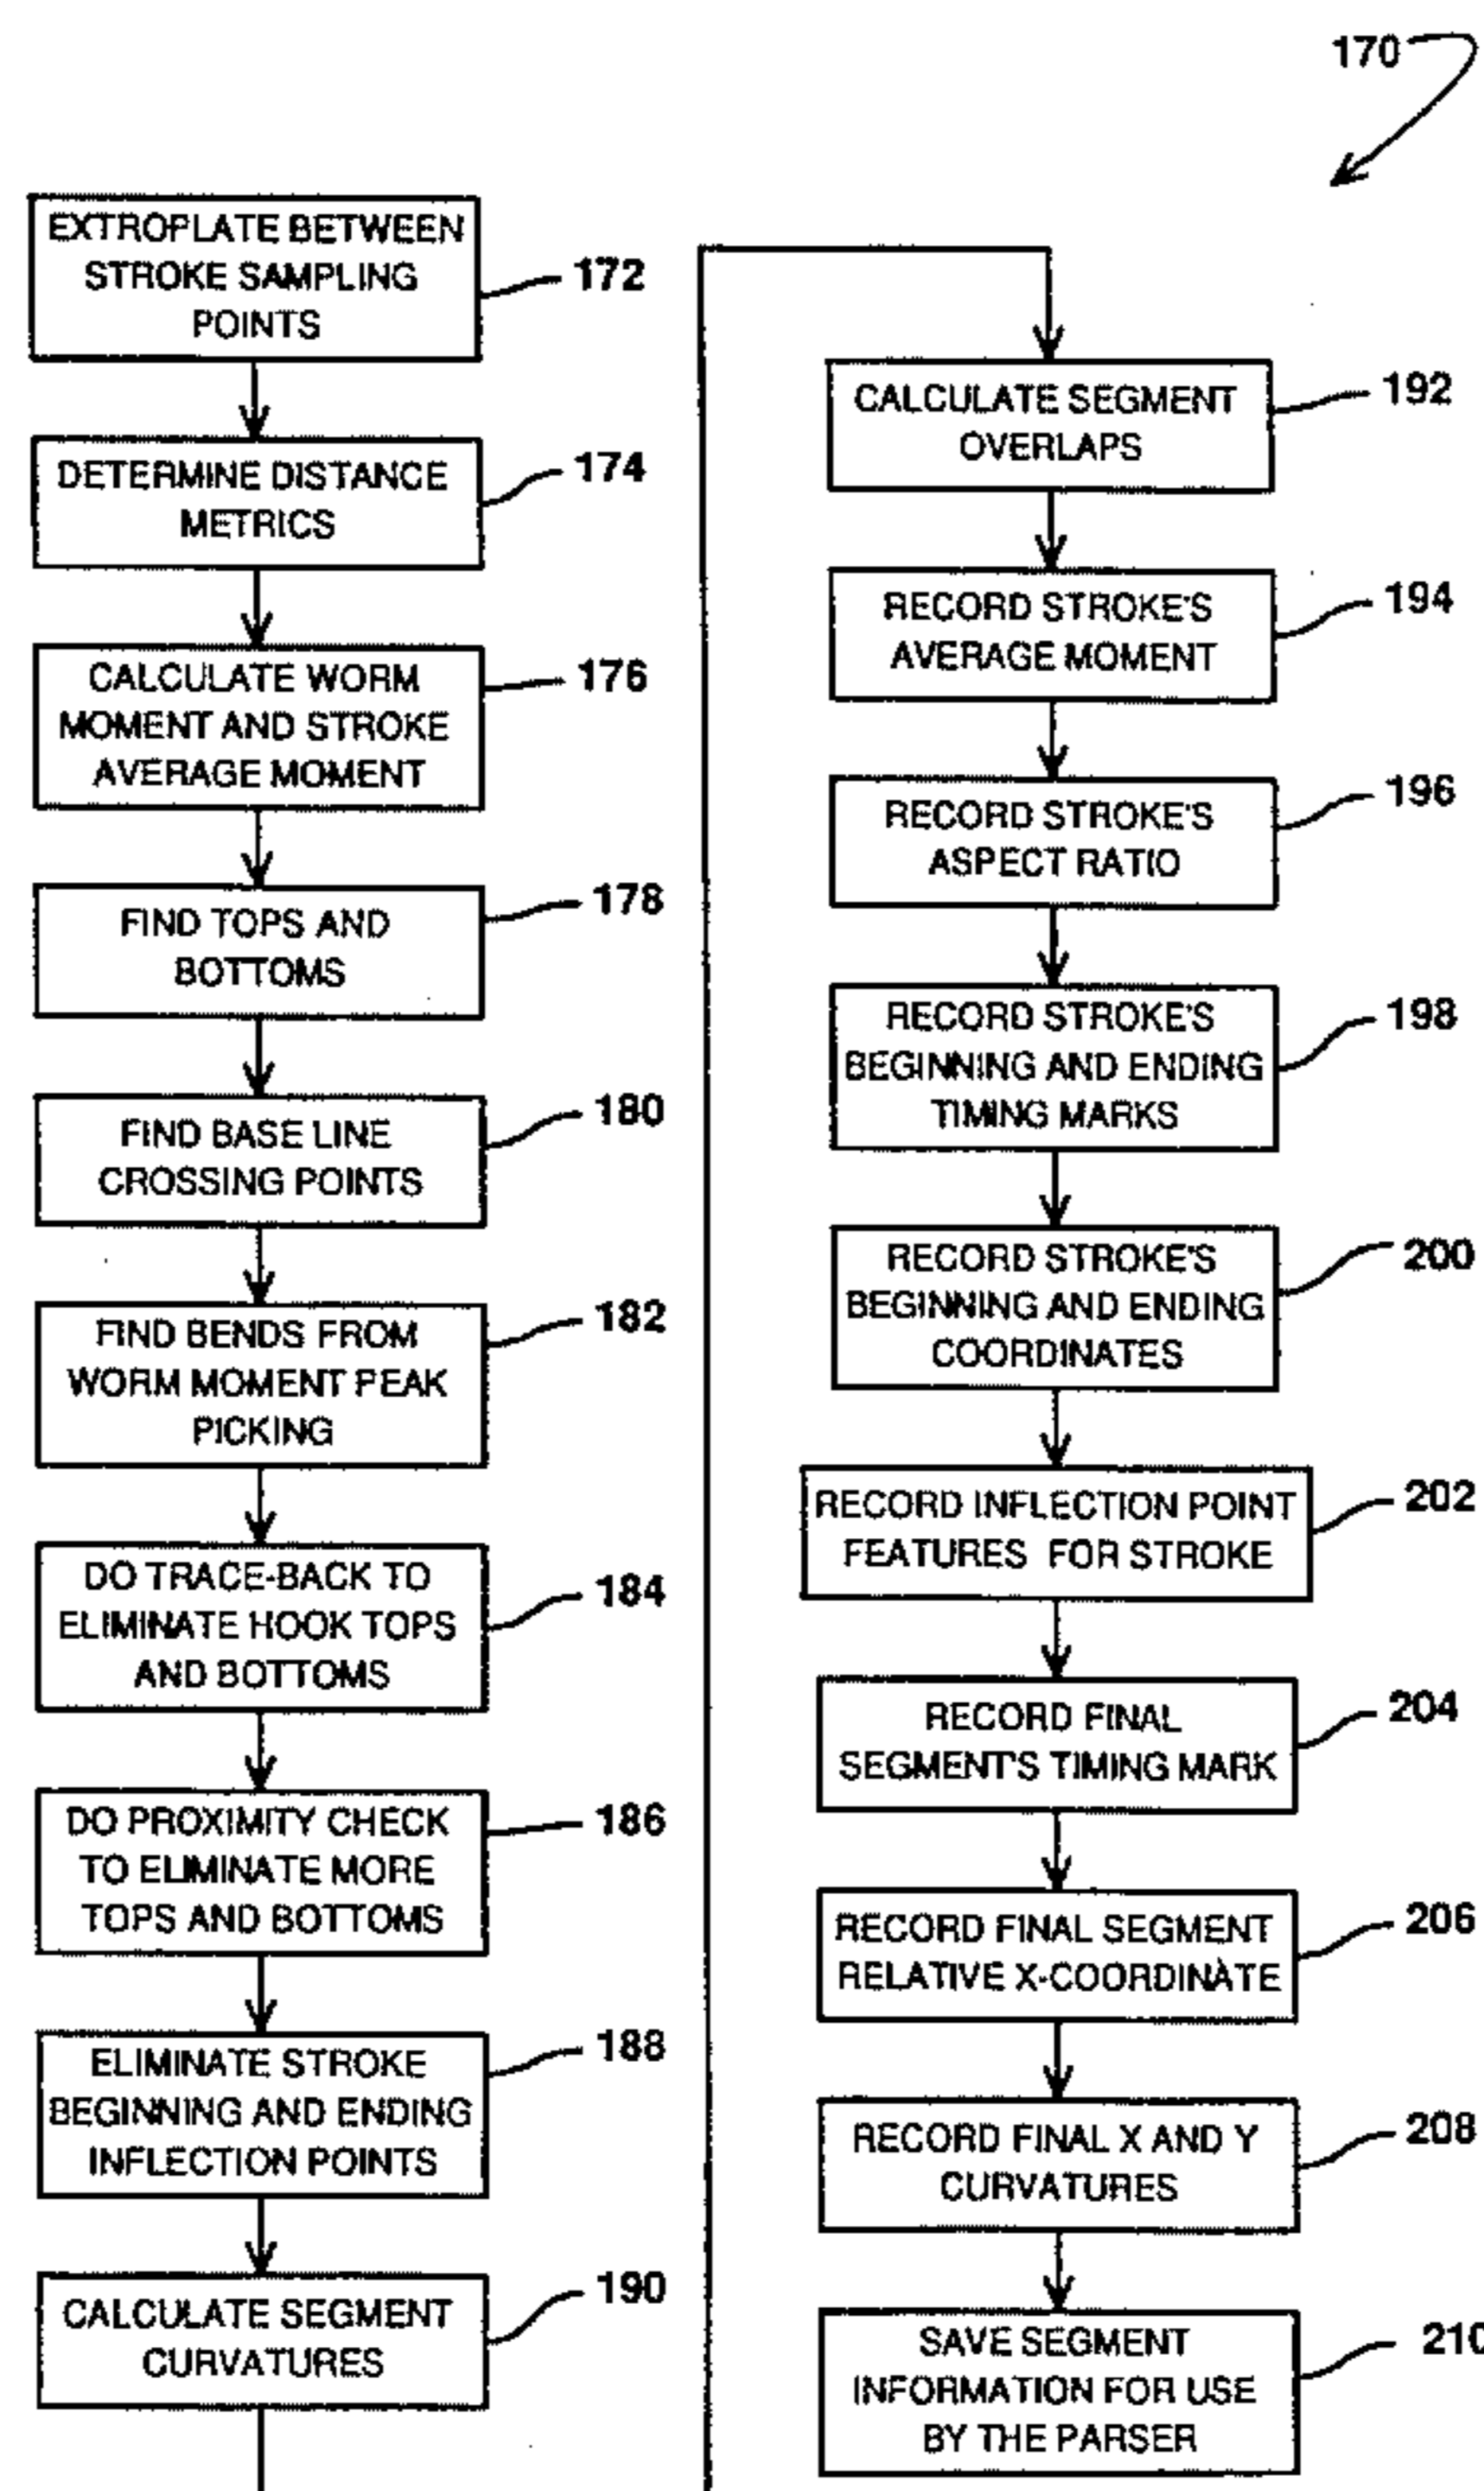 170
EXTROPLATE BETWEEN
STROKE SAMPLING
POINTS
172
DETERMINE DISTANCE
METRICS
174
CALCULATE WORM
MOMENT AND STROKE
AVERAGE MOMENT
176
FIND TOPS AND
BOTTOMS
178
FIND BASE LINE
CROSSING POINTS
180
FIND BENDS FROM
WORM MOMENT PEAK
PICKING
182
DO TRACE-BACK TO
ELIMINATE HOOK TOPS
AND BOTTOMS
184
DO PROXIMITY CHECK
TO ELIMINATE MORE
TOPS AND BOTTOMS
186
ELIMINATE STROKE
BEGINNING AND ENDING
INFLECTION POINTS
188
CALCULATE SEGMENT
CURVATURES
190
CALCULATE SEGMENT
OVERLAPS
192
RECORD STROKE'S
AVERAGE MOMENT
194
RECORD STROKE'S
ASPECT RATIO
196
RECORD STROKE'S
BEGINNING AND ENDING
TIMING MARKS
198
RECORD STROKE'S
BEGINNING AND ENDING
COORDINATES
200
RECORD INFLECTION POINT
FEATURES FOR STROKE
202
RECORD FINAL
SEGMENT'S TIMING MARK
204
RECORD FINAL SEGMENT
RELATIVE X-COORDINATE
206
RECORD FINAL X AND Y
CURVATURES
208
SAVE SEGMENT
INFORMATION FOR USE
BY THE PARSER
210